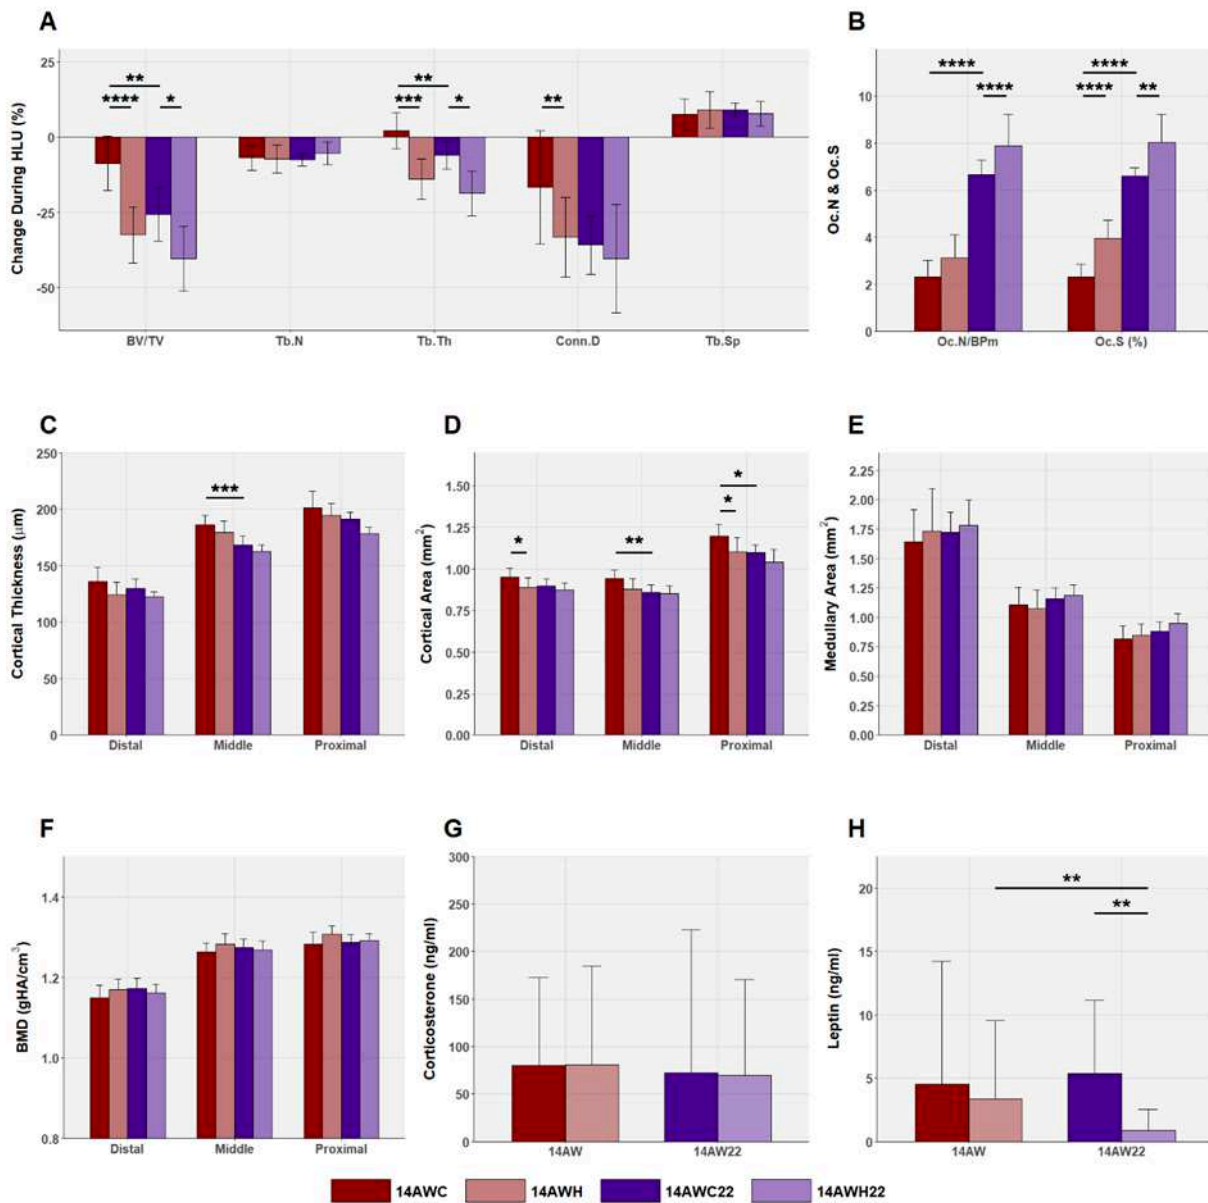 A
Change During HLU (%)
25
0
-25
-50
** **
**** * *** * **
BV/TV Tb.N Tb.Th Conn.D Tb.Sp
B
Oc.N & Oc.S
10
8
6
4
2
0
**** ****
**** **** **
Oc.N/BPm Oc.S (%)
C
Cortical Thickness (μm)
250
200
150
100
50
0
***
Distal Middle Proximal
D
Cortical Area (mm²)
1.50
1.25
1.00
0.75
0.50
0.25
0.00
*
*
* **
Distal Middle Proximal
E
Medullary Area (mm²)
2.25
2.00
1.75
1.50
1.25
1.00
0.75
0.50
0.25
0.00
Distal Middle Proximal
F
BMD (gHA/cm³)
1.4
1.2
1.0
0.8
Distal Middle Proximal
G
Corticosterone (ng/ml)
300
250
200
150
100
50
0
14AW 14AW22
H
Leptin (ng/ml)
20
15
10
5
0
**
**
14AW 14AW22
14AWC 14AWH 14AWC22 14AWH22